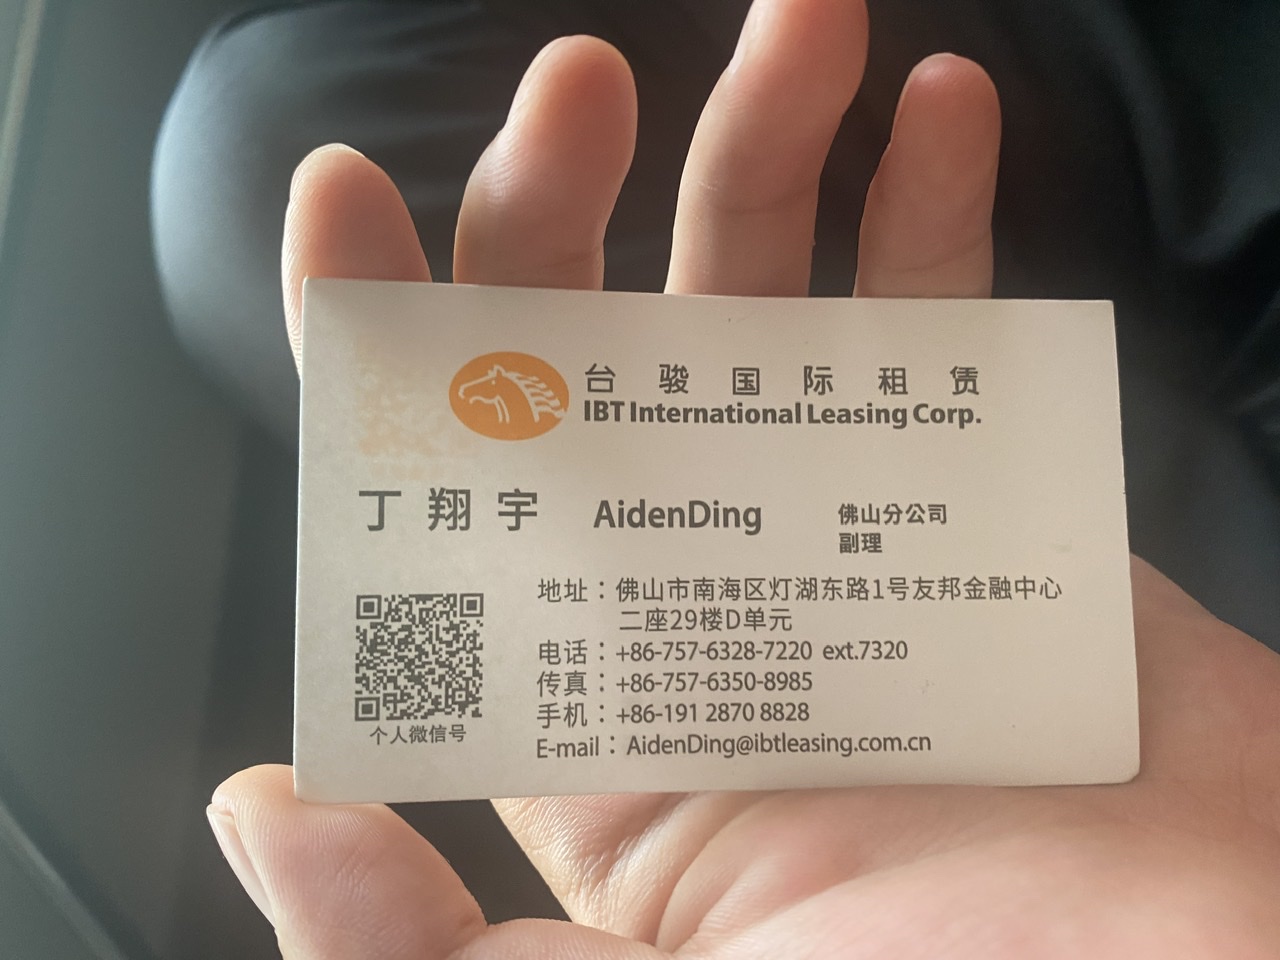 台骏国际租赁
IBT International Leasing Corp.
丁翔宇 AidenDing 佛山分公司
副理
地址：佛山市南海区灯湖东路1号友邦金融中心
二座29楼D单元
电话：+86-757-6328-7220 ext.7320
传真：+86-757-6350-8985
手机：+86-191 2870 8828
E-mail：AidenDing@ibtleasing.com.cn
个人微信号